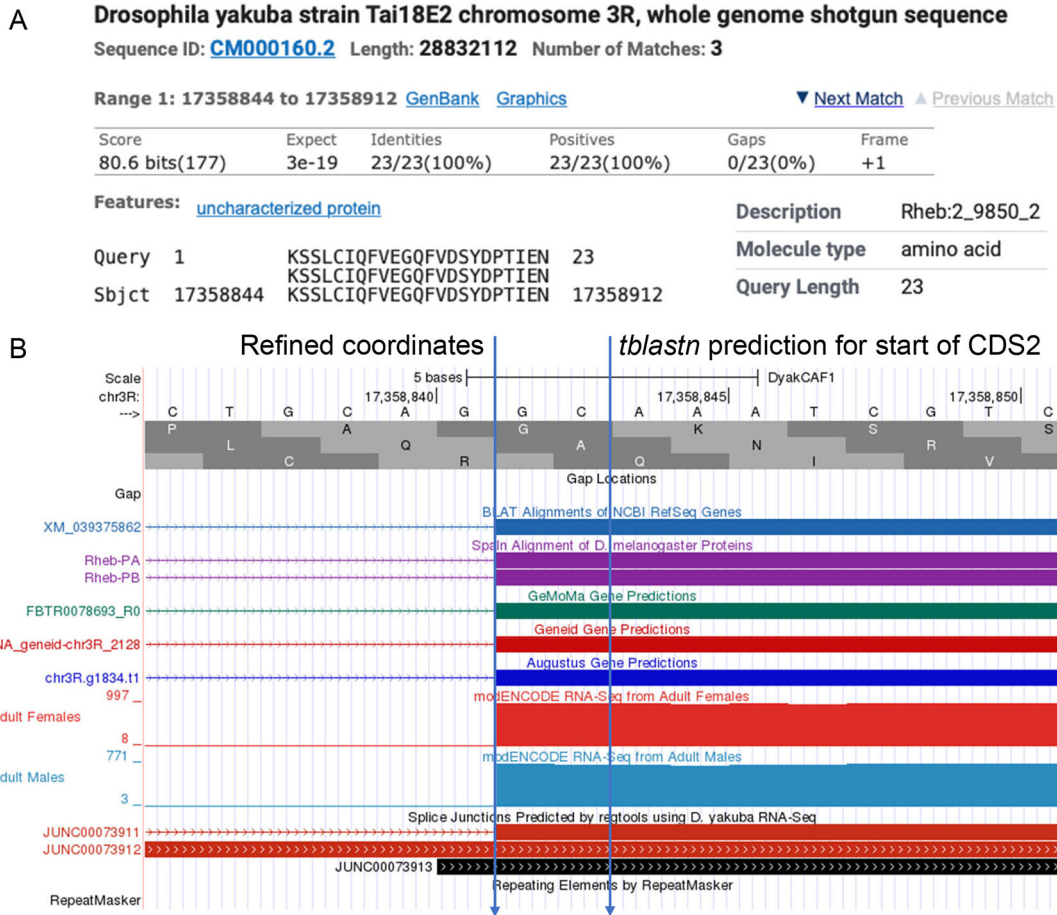 A
Drosophila yakuba strain Tai18E2 chromosome 3R, whole genome shotgun sequence
Sequence ID: CM000160.2 Length: 28832112 Number of Matches: 3
Range 1: 17358844 to 17358912 GenBank Graphics ▼ Next Match ▲ Previous Match
Score Expect Identities Positives Gaps Frame
80.6 bits(177) 3e-19 23/23(100%) 23/23(100%) 0/23(0%) +1
Features: uncharacterized protein
Description Rheb:2_9850_2
Molecule type amino acid
Query Length 23
Query 1 KSSLCIQFVEGQFVDSYDPTIEN 23
KSSLCIQFVEGQFVDSYDPTIEN
Sbjct 17358844 KSSLCIQFVEGQFVDSYDPTIEN 17358912
B
Refined coordinates
tblastn prediction for start of CDS2
Scale 5 bases DyakCAF1
chr3R: 17,358,840 17,358,845 17,358,850
---> C T G C A G G C A A A T C G T C
P A G K S S
L Q A N R
C R Q I V
Gap Locations
Gap
BLAT Alignments of NCBI RefSeq Genes
XM_039375862
Spaln Alignment of D. melanogaster Proteins
Rheb-PA
Rheb-PB
GeMoMa Gene Predictions
FBTR0078693_R0
Geneid Gene Predictions
NA_geneid-chr3R_2128
Augustus Gene Predictions
chr3R.g1834.t1
modENCODE RNA-Seq from Adult Females
997
dult Females
8
modENCODE RNA-Seq from Adult Males
771
dult Males
3
Splice Junctions Predicted by regtools using D. yakuba RNA-Seq
JUNC00073911
JUNC00073912
JUNC00073913
Repeating Elements by RepeatMasker
RepeatMasker